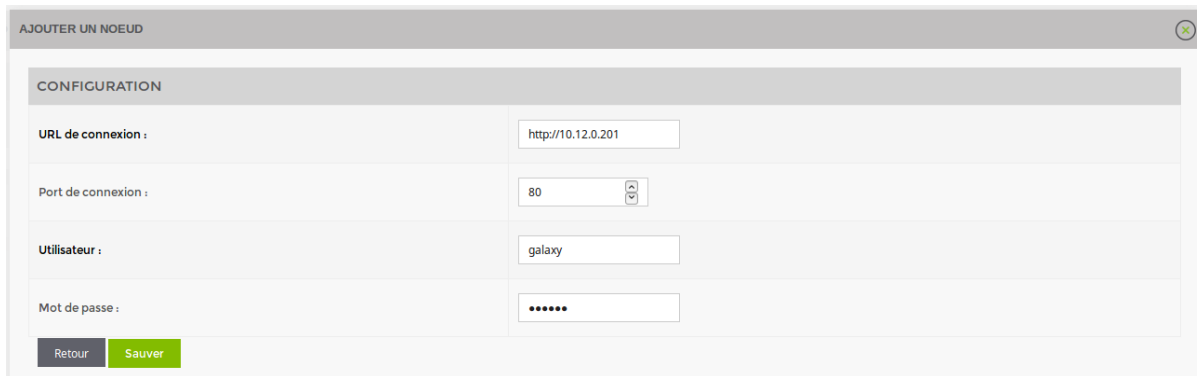 AJOUTER UN NOEUD
CONFIGURATION
URL de connexion :
http://10.12.0.201
Port de connexion :
80
Utilisateur :
galaxy
Mot de passe :
••••••
Retour
Sauver